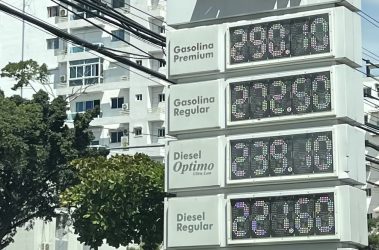 Gasolina
Premium
290.10
Gasolina
Regular
272.50
Diesel
Optimo
239.10
Diesel
Regular
221.60